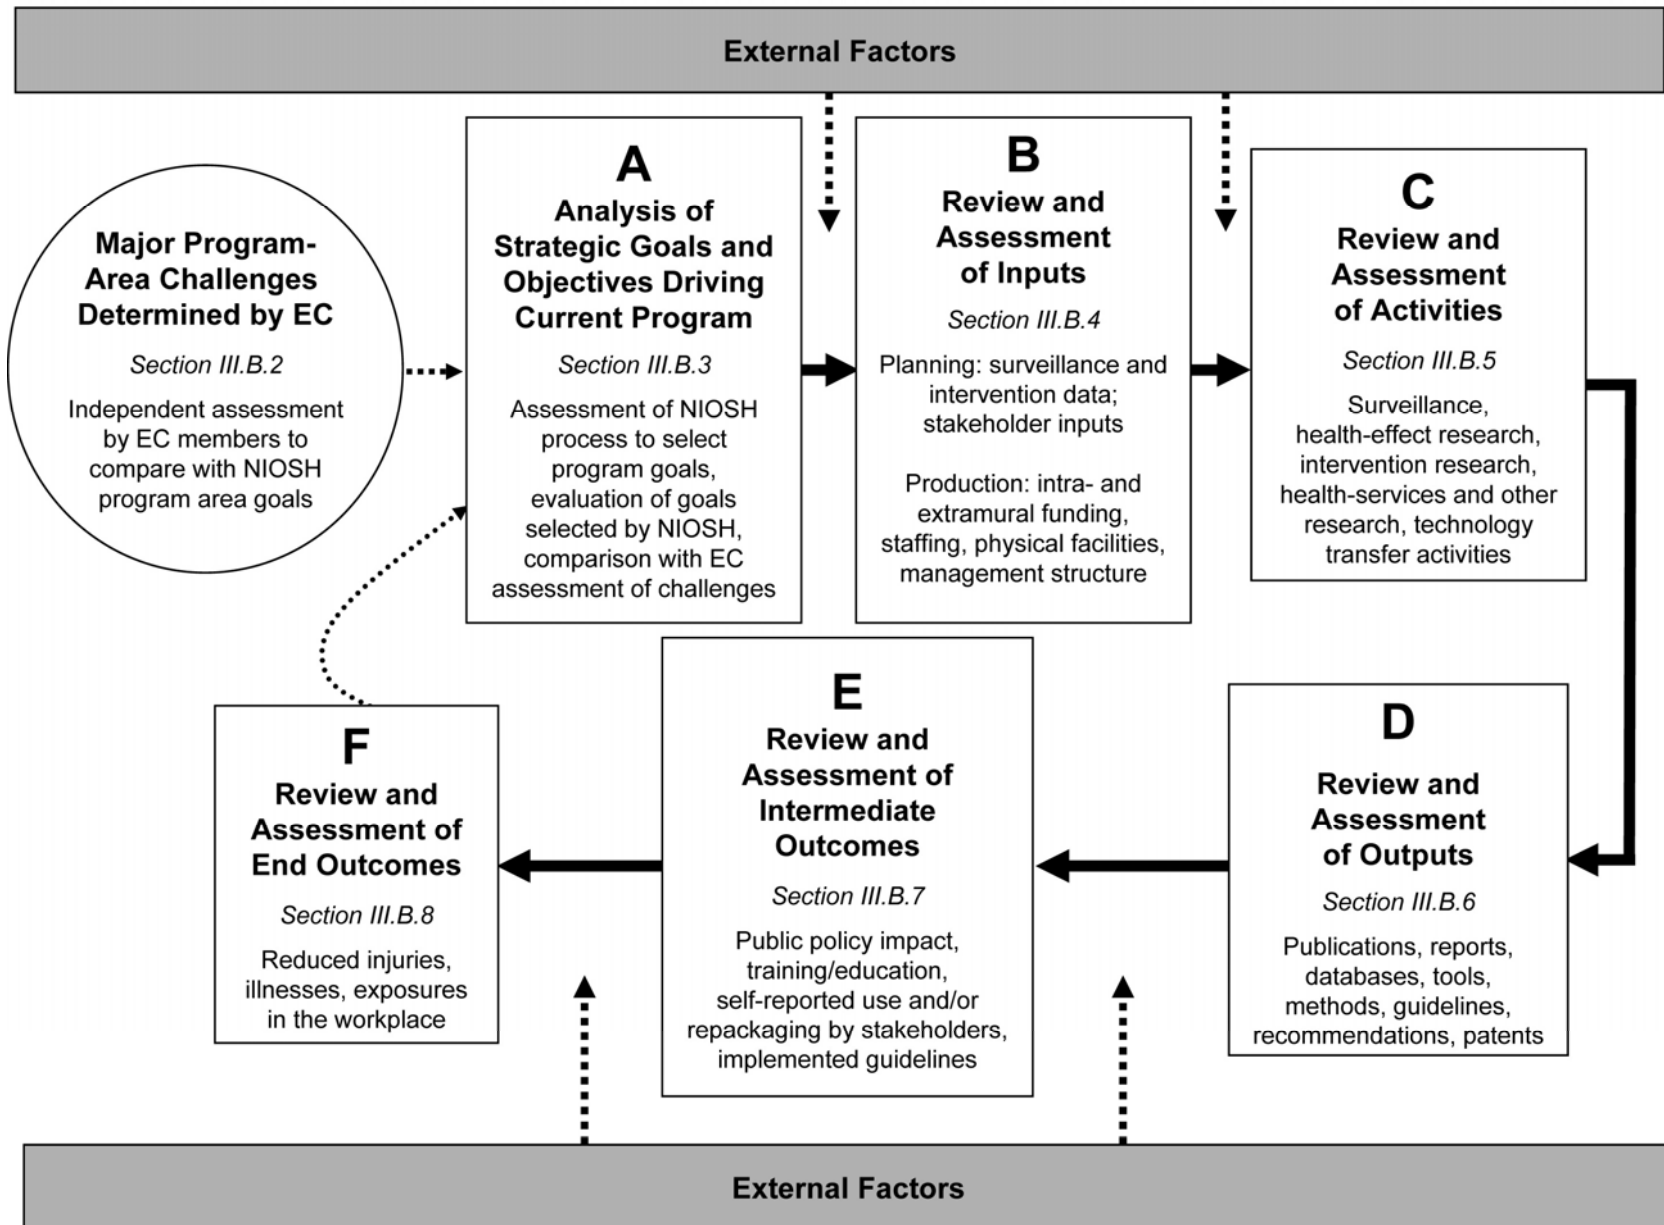 External Factors
Major Program-
Area Challenges
Determined by EC
Section III.B.2
Independent assessment
by EC members to
compare with NIOSH
program area goals
A
Analysis of
Strategic Goals and
Objectives Driving
Current Program
Section III.B.3
Assessment of NIOSH
process to select
program goals,
evaluation of goals
selected by NIOSH,
comparison with EC
assessment of challenges
B
Review and
Assessment
of Inputs
Section III.B.4
Planning: surveillance and
intervention data;
stakeholder inputs
Production: intra- and
extramural funding,
staffing, physical facilities,
management structure
C
Review and
Assessment
of Activities
Section III.B.5
Surveillance,
health-effect research,
intervention research,
health-services and other
research, technology
transfer activities
D
Review and
Assessment
of Outputs
Section III.B.6
Publications, reports,
databases, tools,
methods, guidelines,
recommendations, patents
E
Review and
Assessment of
Intermediate
Outcomes
Section III.B.7
Public policy impact,
training/education,
self-reported use and/or
repackaging by stakeholders,
implemented guidelines
F
Review and
Assessment of
End Outcomes
Section III.B.8
Reduced injuries,
illnesses, exposures
in the workplace
External Factors